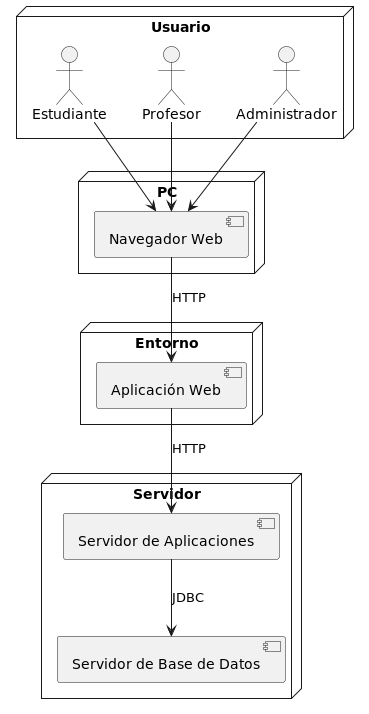 Usuario
Estudiante
Profesor
Administrador
PC
Navegador Web
HTTP
Entorno
Aplicación Web
HTTP
Servidor
Servidor de Aplicaciones
JDBC
Servidor de Base de Datos